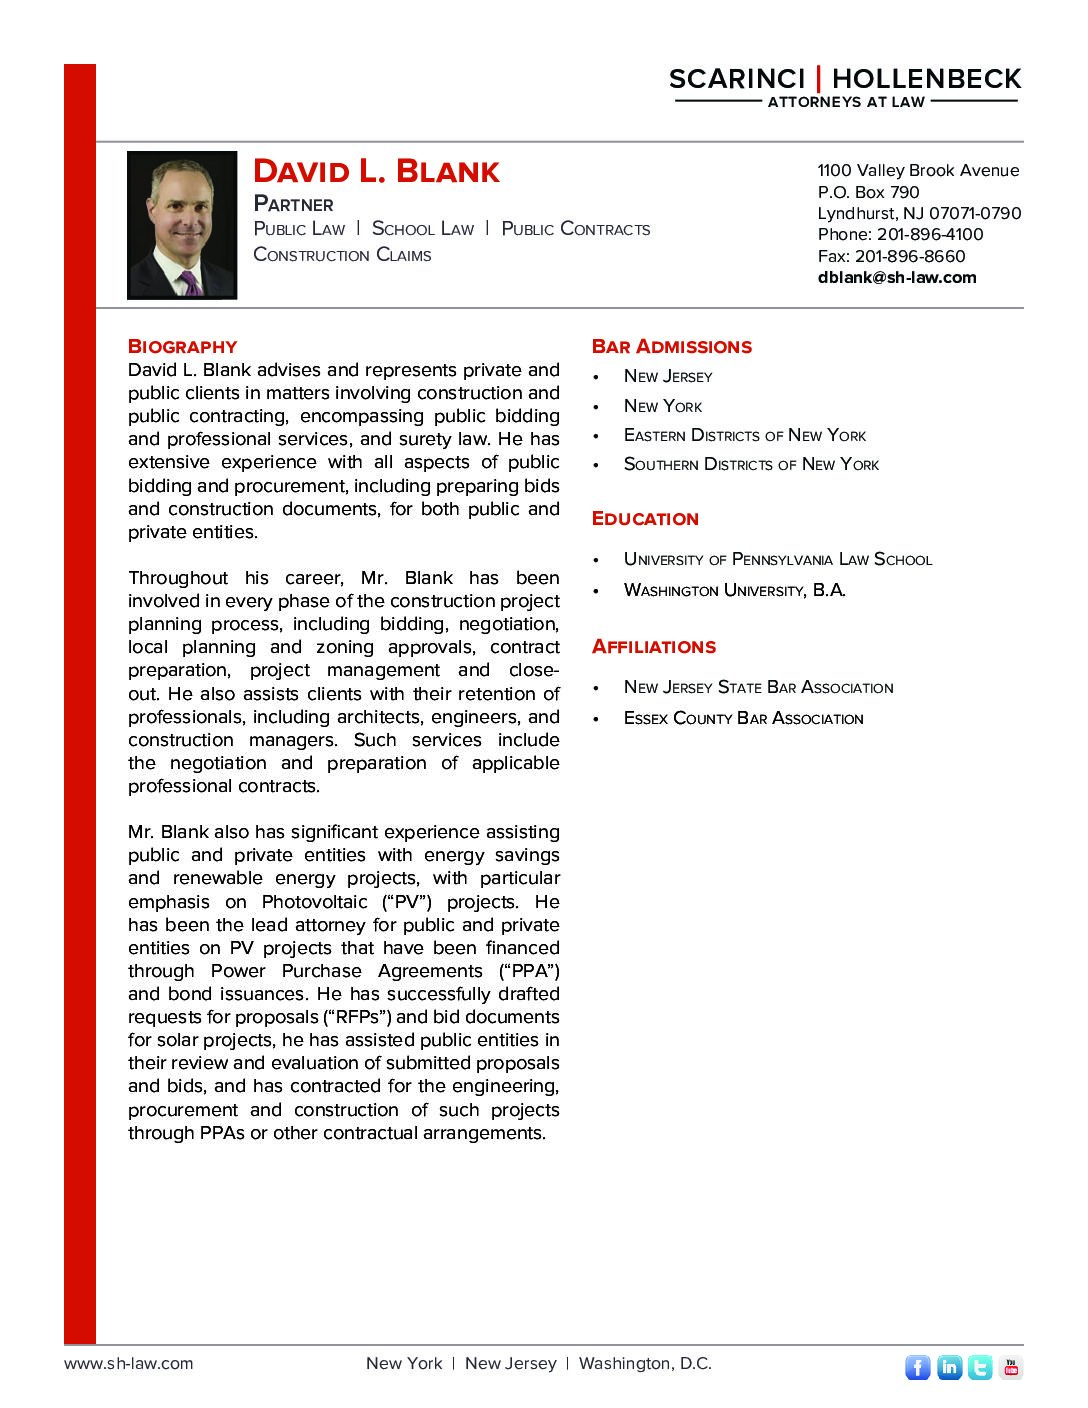 SCARINCI | HOLLENBECK
ATTORNEYS AT LAW
DAVID L. BLANK
PARTNER
PUBLIC LAW | SCHOOL LAW | PUBLIC CONTRACTS
CONSTRUCTION CLAIMS
1100 Valley Brook Avenue
P.O. Box 790
Lyndhurst, NJ 07071-0790
Phone: 201-896-4100
Fax: 201-896-8660
dblank@sh-law.com
BIOGRAPHY
David L. Blank advises and represents private and
public clients in matters involving construction and
public contracting, encompassing public bidding
and professional services, and surety law. He has
extensive experience with all aspects of public
bidding and procurement, including preparing bids
and construction documents, for both public and
private entities.
Throughout his career, Mr. Blank has been
involved in every phase of the construction project
planning process, including bidding, negotiation,
local planning and zoning approvals, contract
preparation, project management and close-
out. He also assists clients with their retention of
professionals, including architects, engineers, and
construction managers. Such services include
the negotiation and preparation of applicable
professional contracts.
Mr. Blank also has significant experience assisting
public and private entities with energy savings
and renewable energy projects, with particular
emphasis on Photovoltaic (“PV”) projects. He
has been the lead attorney for public and private
entities on PV projects that have been financed
through Power Purchase Agreements (“PPA”)
and bond issuances. He has successfully drafted
requests for proposals (“RFPs”) and bid documents
for solar projects, he has assisted public entities in
their review and evaluation of submitted proposals
and bids, and has contracted for the engineering,
procurement and construction of such projects
through PPAs or other contractual arrangements.
BAR ADMISSIONS
• NEW JERSEY
• NEW YORK
• EASTERN DISTRICTS OF NEW YORK
• SOUTHERN DISTRICTS OF NEW YORK
EDUCATION
• UNIVERSITY OF PENNSYLVANIA LAW SCHOOL
• WASHINGTON UNIVERSITY, B.A.
AFFILIATIONS
• NEW JERSEY STATE BAR ASSOCIATION
• ESSEX COUNTY BAR ASSOCIATION
www.sh-law.com
New York | New Jersey | Washington, D.C.
f in t You Tube